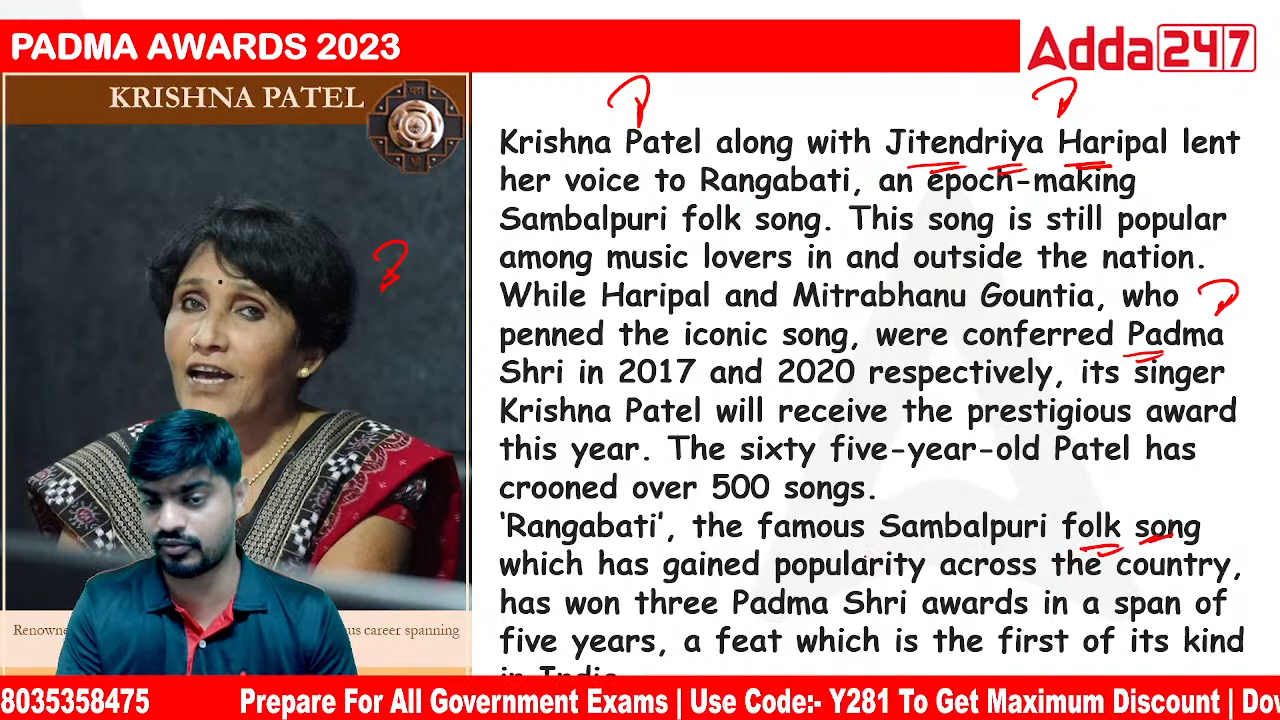 PADMA AWARDS 2023
Adda247
KRISHNA PATEL
Krishna Patel along with Jitendriya Haripal lent
her voice to Rangabati, an epoch-making
Sambalpuri folk song. This song is still popular
among music lovers in and outside the nation.
While Haripal and Mitrabhanu Gountia, who
penned the iconic song, were conferred Padma
Shri in 2017 and 2020 respectively, its singer
Krishna Patel will receive the prestigious award
this year. The sixty five-year-old Patel has
crooned over 500 songs.
‘Rangabati’, the famous Sambalpuri folk song
which has gained popularity across the country,
has won three Padma Shri awards in a span of
five years, a feat which is the first of its kind
in India
career spanning
8035358475 Prepare For All Government Exams | Use Code:- Y281 To Get Maximum Discount |